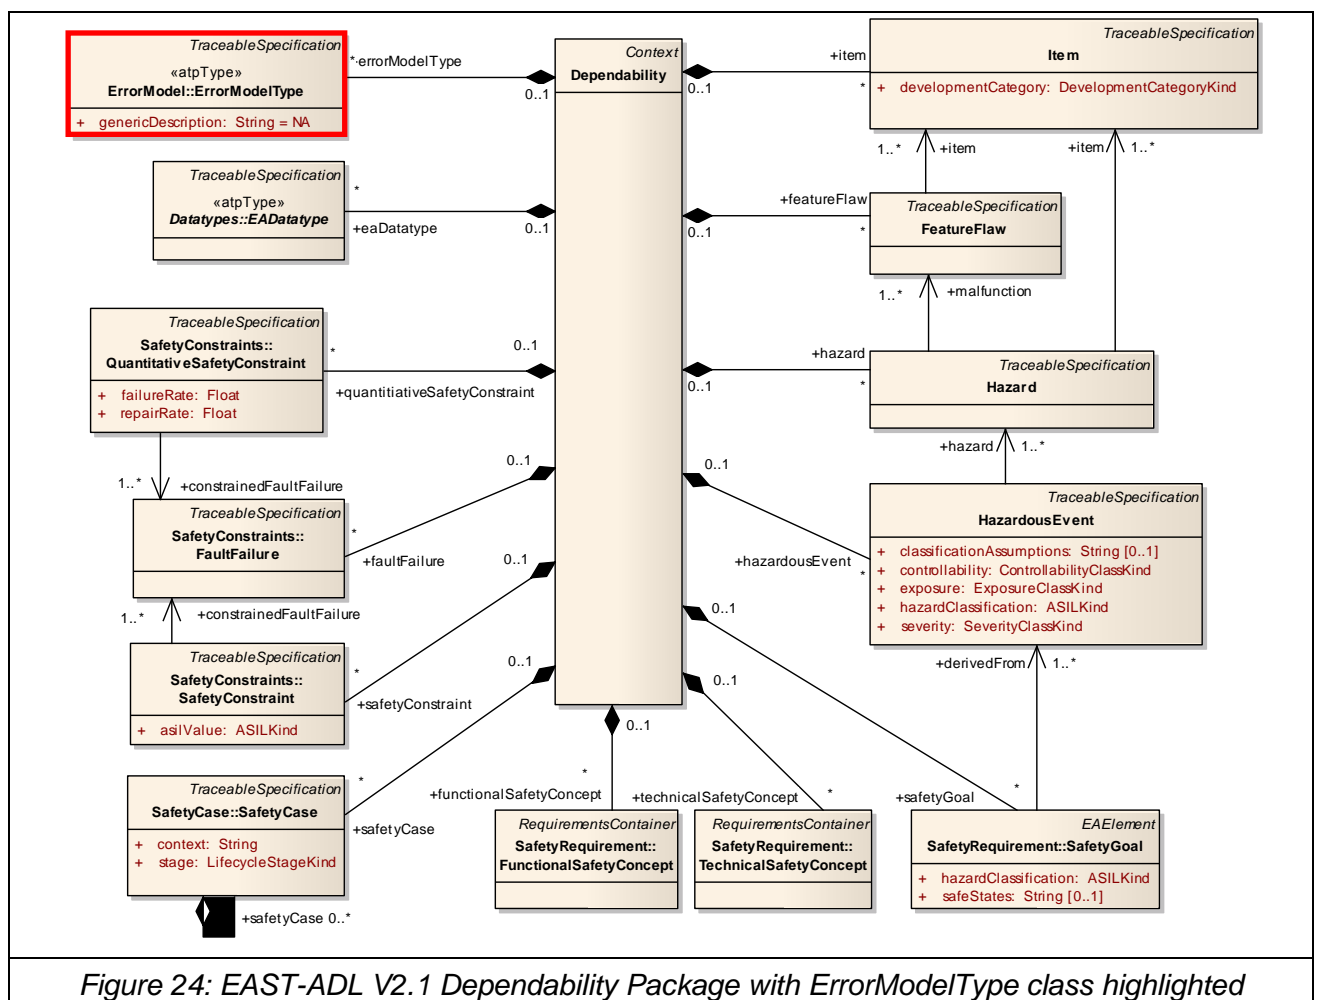 TraceableSpecification
«atpType»
ErrorModel::ErrorModelType
+ genericDescription: String = NA
* +errorModelType
0..1
Context
Dependability
+item
0..1
*
TraceableSpecification
Item
+ developmentCategory: DevelopmentCategoryKind
1..* +item
+item 1..*
TraceableSpecification
«atpType»
Datatypes::EADatatype
*
+eaDatatype
0..1
+featureFlaw
0..1
*
TraceableSpecification
FeatureFlaw
1..* +malfunction
TraceableSpecification
SafetyConstraints::
QuantitativeSafetyConstraint
+ failureRate: Float
+ repairRate: Float
*
0..1
+quantitiativeSafetyConstraint
+hazard
0..1
*
TraceableSpecification
Hazard
+hazard 1..*
1..* +constrainedFaultFailure
0..1
TraceableSpecification
SafetyConstraints::
FaultFailure
*
+faultFailure
0..1
+hazardousEvent
*
TraceableSpecification
HazardousEvent
+ classificationAssumptions: String [0..1]
+ controllability: ControllabilityClassKind
+ exposure: ExposureClassKind
+ hazardClassification: ASILKind
+ severity: SeverityClassKind
1..* +constrainedFaultFailure
0..1
TraceableSpecification
SafetyConstraints::
SafetyConstraint
+ asilValue: ASILKind
*
+safetyConstraint
0..1
+derivedFrom 1..*
0..1
0..1
0..1
TraceableSpecification
SafetyCase::SafetyCase
+ context: String
+ stage: LifecycleStageKind
*
+safetyCase
+safetyCase 0..*
*
+functionalSafetyConcept
RequirementsContainer
SafetyRequirement::
FunctionalSafetyConcept
*
+technicalSafetyConcept
RequirementsContainer
SafetyRequirement::
TechnicalSafetyConcept
*
+safetyGoal
EAElement
SafetyRequirement::SafetyGoal
+ hazardClassification: ASILKind
+ safeStates: String [0..1]
Figure 24: EAST-ADL V2.1 Dependability Package with ErrorModelType class highlighted